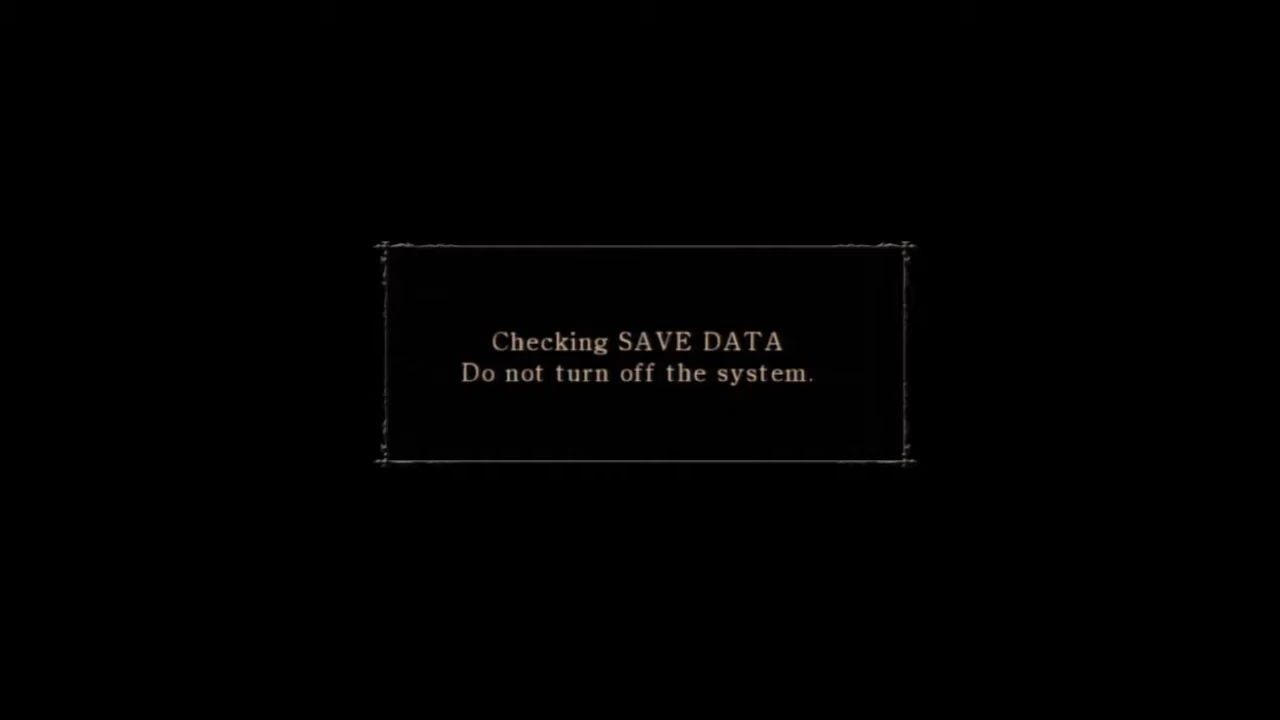 Checking SAVE DATA
Do not turn off the system.